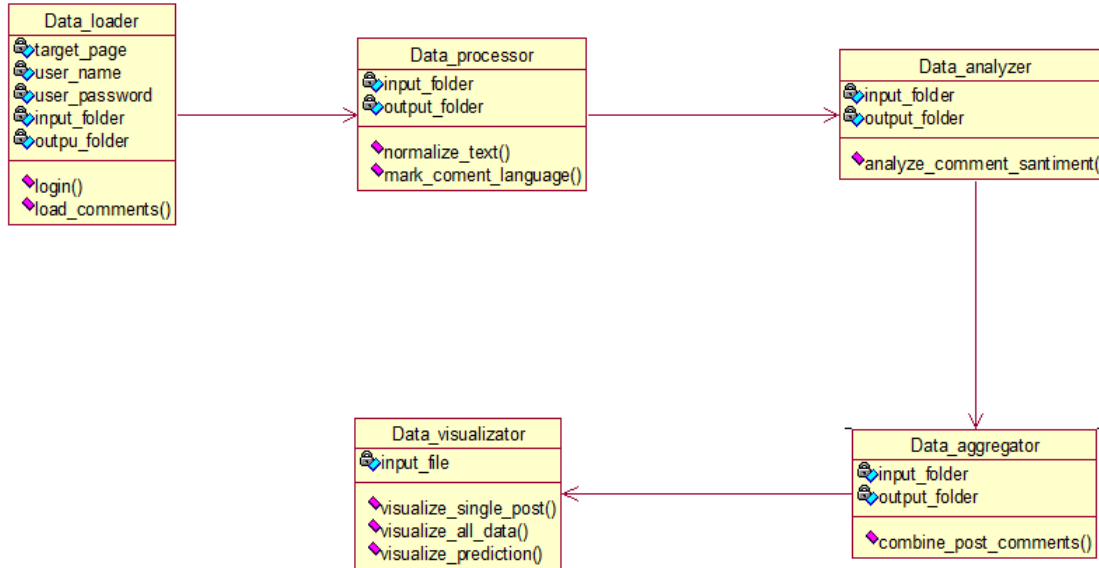 Data_loader
target_page
user_name
user_password
input_folder
outpu_folder
login()
load_comments()
Data_processor
input_folder
output_folder
normalize_text()
mark_coment_language()
Data_analyzer
input_folder
output_folder
analyze_comment_santiment(
Data_visualizator
input_file
visualize_single_post()
visualize_all_data()
visualize_prediction()
Data_aggregator
input_folder
output_folder
combine_post_comments()